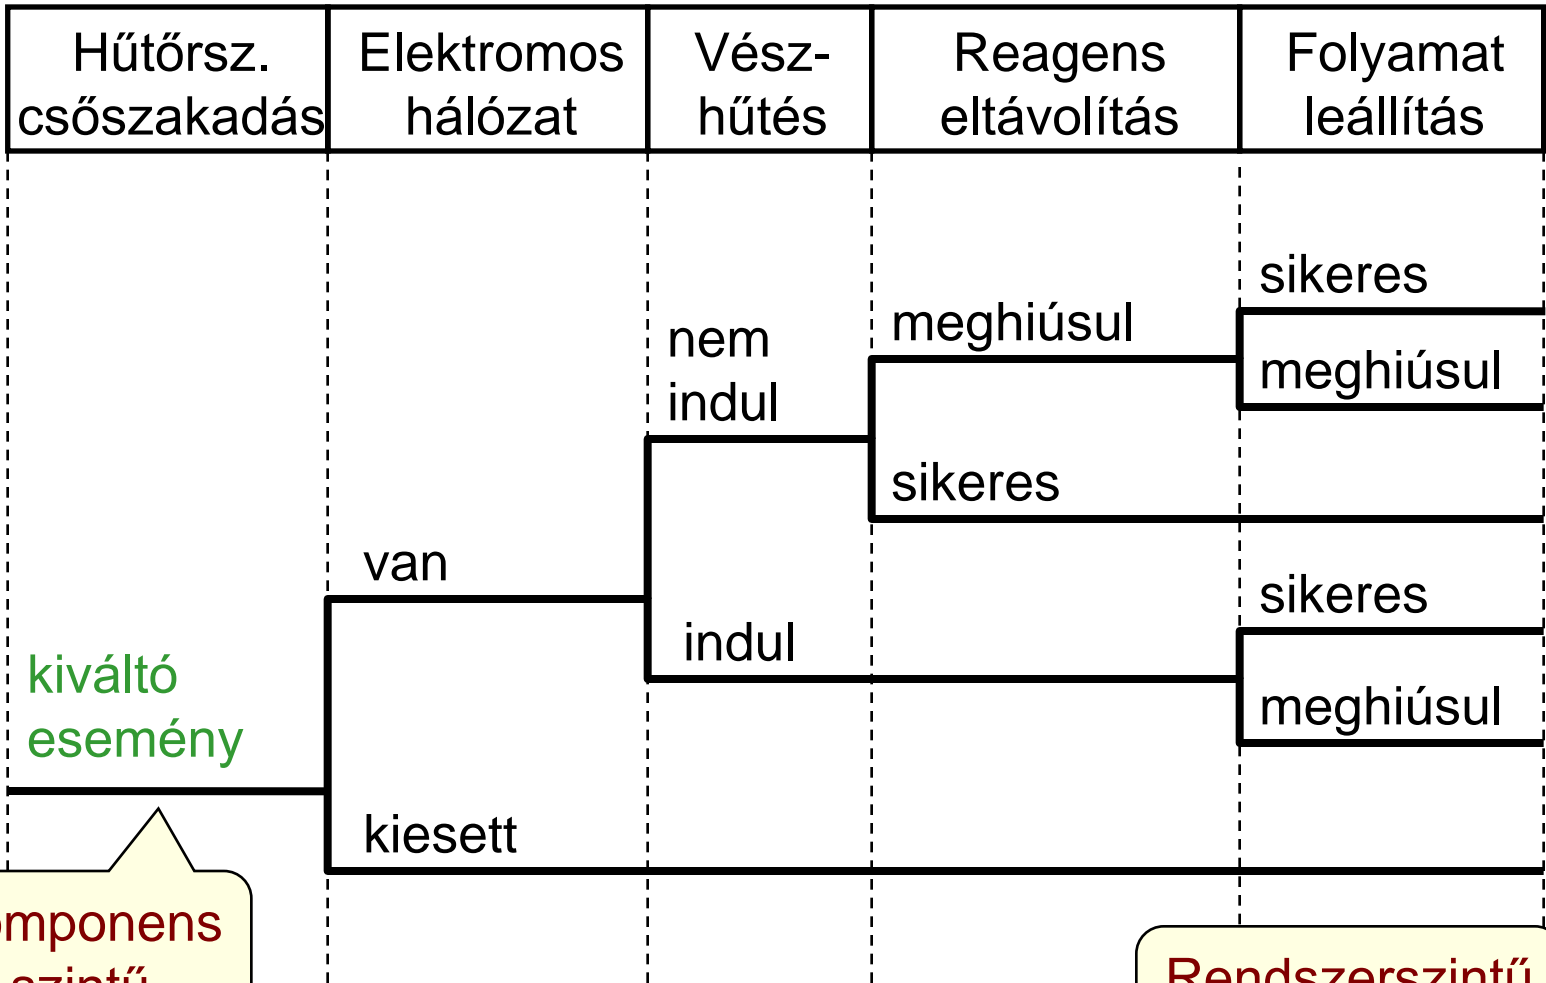 Hűtőrsz.
csőszakadás
Elektromos
hálózat
Vész-
hűtés
Reagens
eltávolítás
Folyamat
leállítás
sikeres
meghiúsul
nem
indul
meghiúsul
sikeres
van
sikeres
indul
meghiúsul
kiváltó
esemény
kiesett
szintű
Rendszerszintű